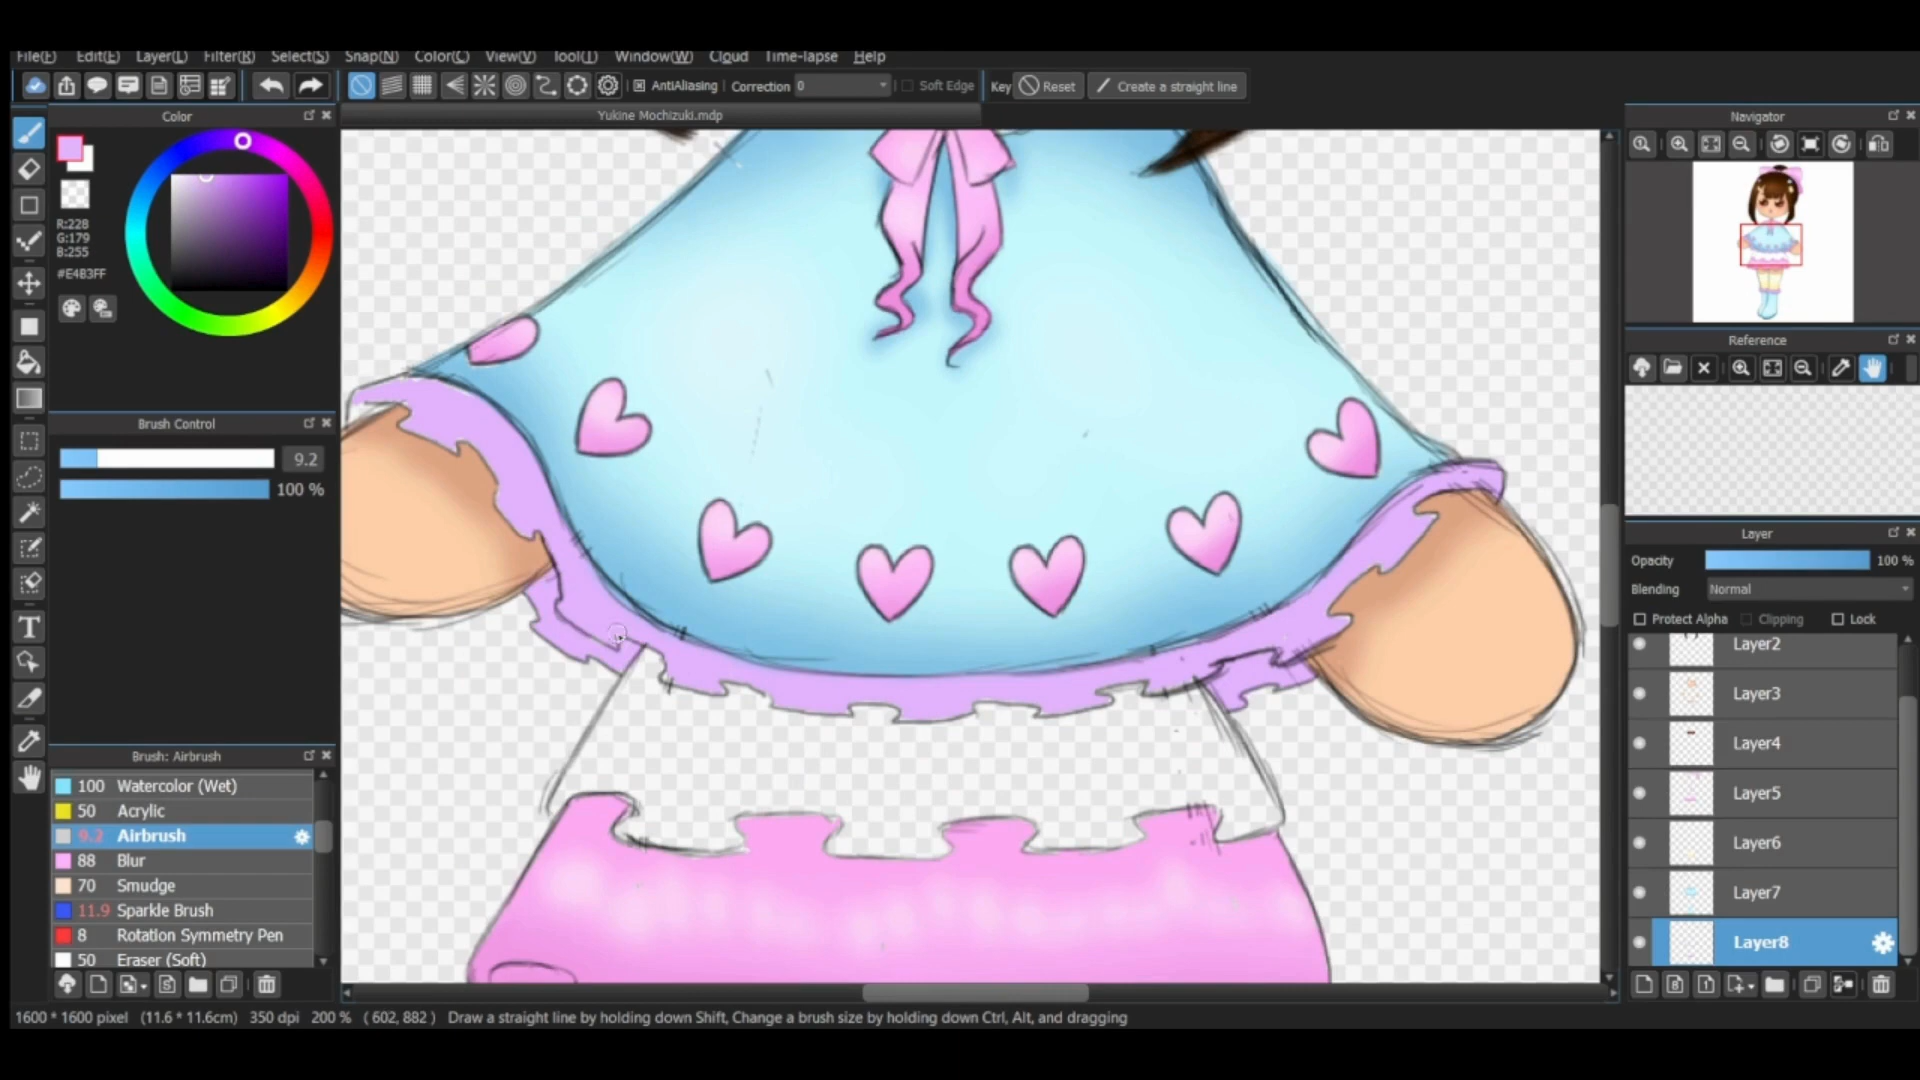 File(F) Edit(E) Layer(L) Filter(R) Select(S) Snap(N) Color(C) View(V) Tool(T) Window(W) Cloud Time-lapse Help
AntiAliasing Correction 0 Soft Edge Key Reset Create a straight line
Color
Yukine Mochizuki.mdp
Navigator
R:228
G:179
B:255
#E4B3FF
Reference
Brush Control
9.2
100 %
Layer
Opacity 100 %
Blending Normal
Protect Alpha Clipping Lock
Layer2
Layer3
Layer4
Layer5
Layer6
Layer7
Layer8
Brush: Airbrush
100 Watercolor (Wet)
50 Acrylic
9.2 Airbrush
88 Blur
70 Smudge
11.9 Sparkle Brush
8 Rotation Symmetry Pen
50 Eraser (Soft)
1600 * 1600 pixel (11.6 * 11.6cm) 350 dpi 200 % ( 602, 882 ) Draw a straight line by holding down Shift, Change a brush size by holding down Ctrl, Alt, and dragging